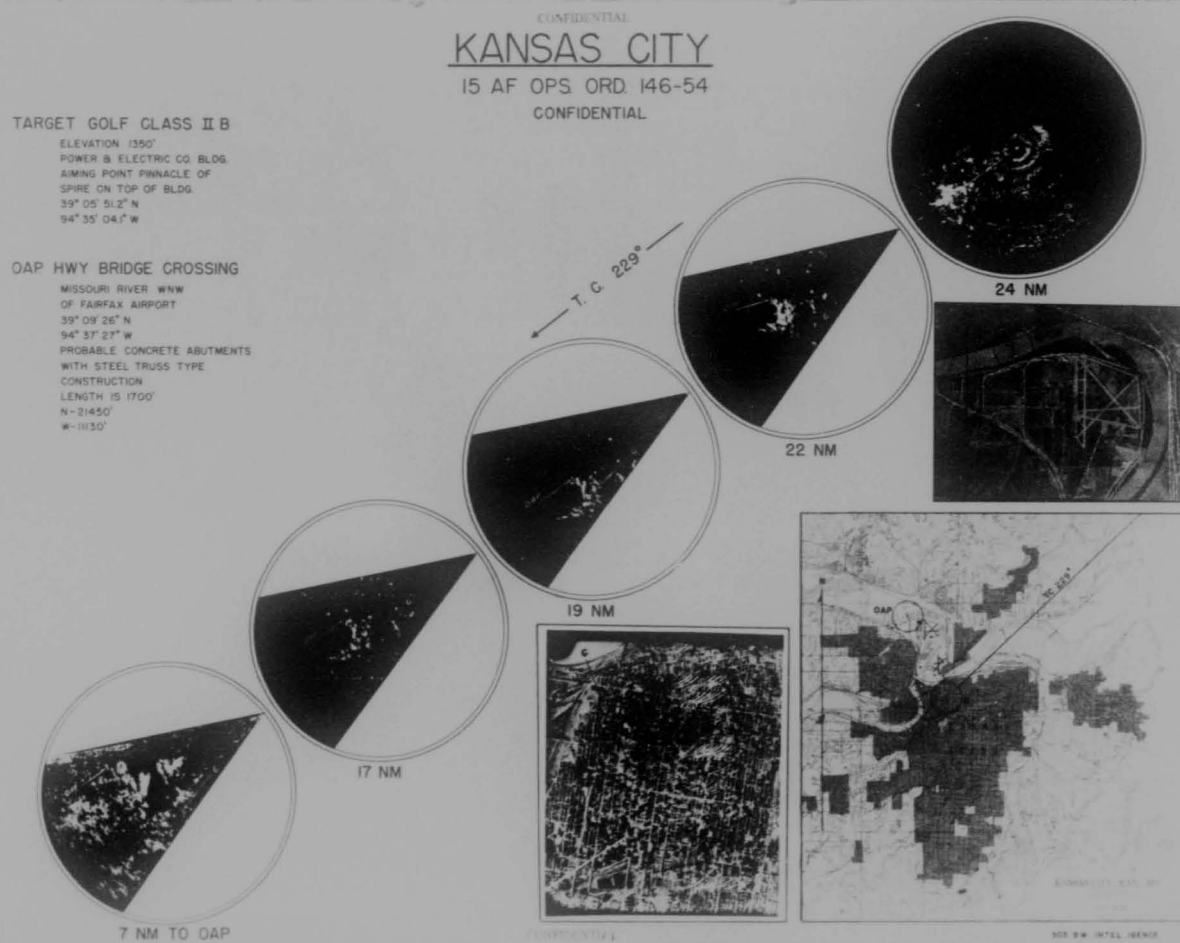 CONFIDENTIAL
KANSAS CITY
15 AF OPS. ORD. 146-54
CONFIDENTIAL
TARGET GOLF CLASS II B
ELEVATION 1350'
POWER & ELECTRIC CO. BLDG.
AIMING POINT PINNACLE OF
SPIRE ON TOP OF BLDG.
39° 05' 51.2" N
94° 35' 04.1" W
OAP HWY BRIDGE CROSSING
MISSOURI RIVER WNW
OF FAIRFAX AIRPORT
39° 09' 26" N
94° 37' 27" W
PROBABLE CONCRETE ABUTMENTS
WITH STEEL TRUSS TYPE
CONSTRUCTION
LENGTH IS 1700'
N-21450'
W-11130'
T. C. 229°
24 NM
22 NM
19 NM
17 NM
7 NM TO OAP
G
N
OAP
TC 229°
CONFIDENTIAL